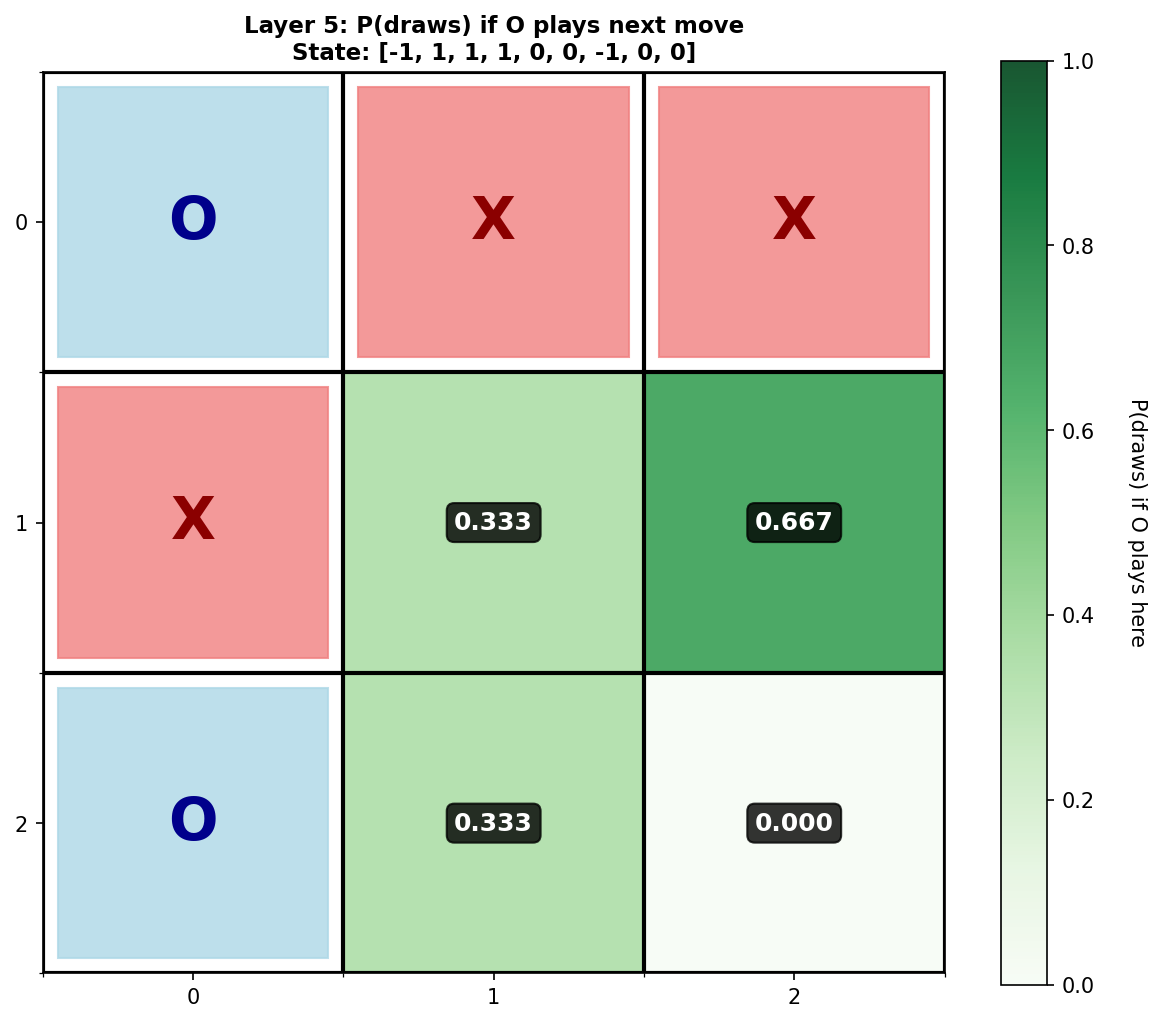 Layer 5: P(draws) if O plays next move
State: [-1, 1, 1, 1, 0, 0, -1, 0, 0]
O
X
X
0
X
0.333
0.667
1
O
0.333
0.000
2
0
1
2
1.0
0.8
0.6
0.4
0.2
0.0
P(draws) if O plays here